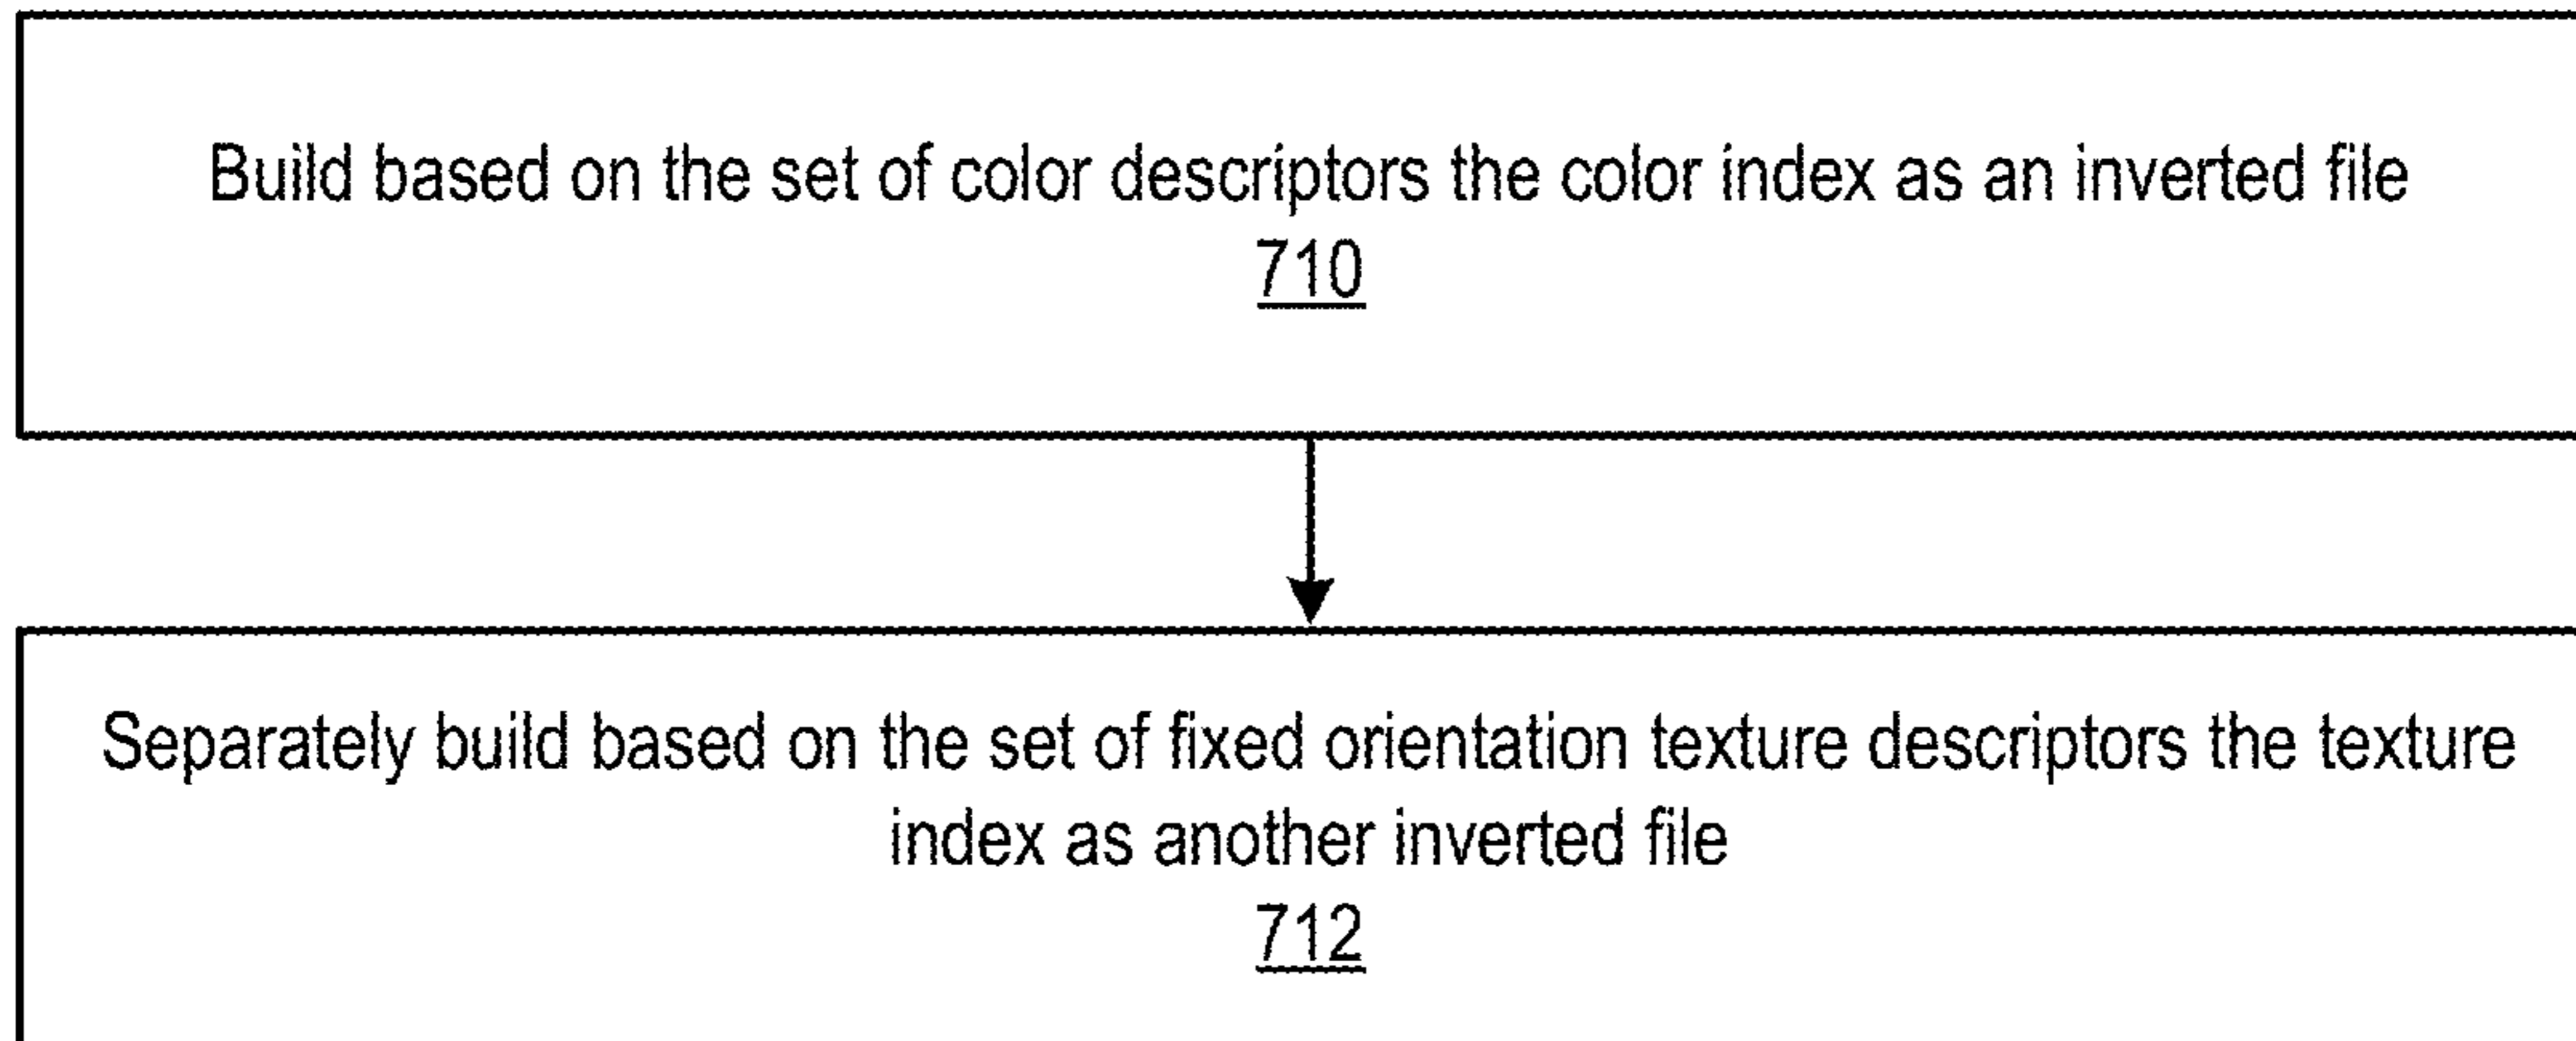 Build based on the set of color descriptors the color index as an inverted file
710
Separately build based on the set of fixed orientation texture descriptors the texture
index as another inverted file
712